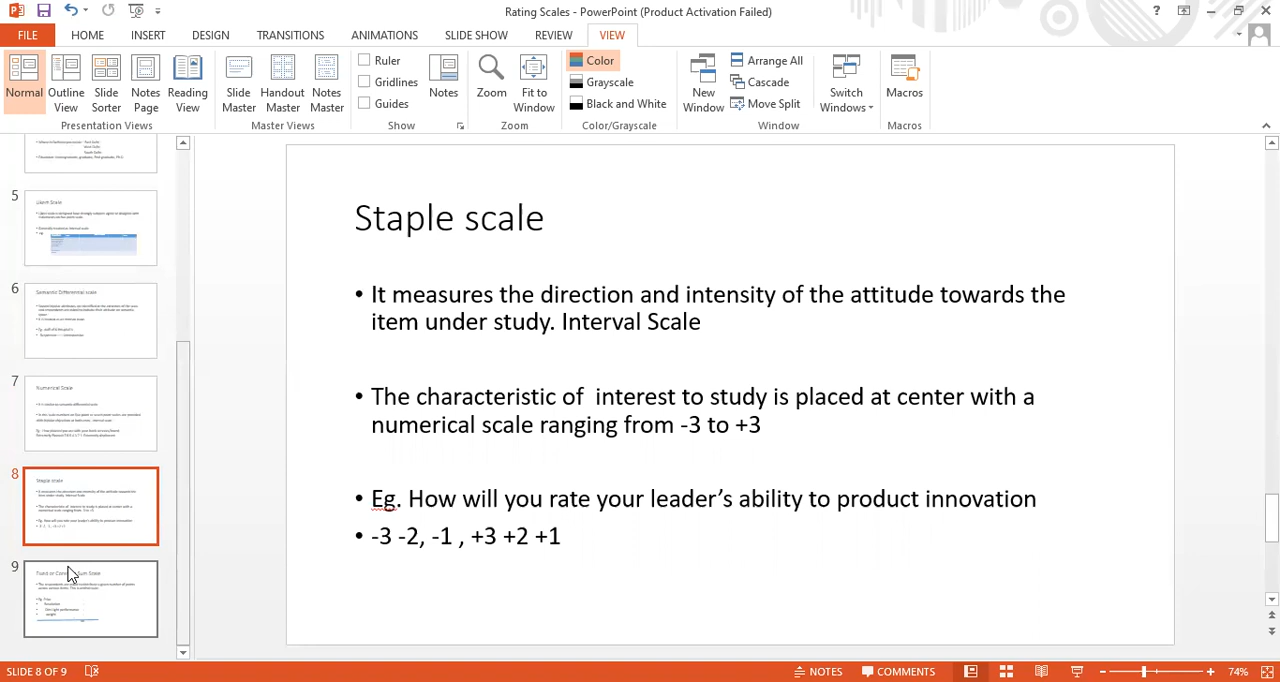 Rating Scales - PowerPoint (Product Activation Failed)
FILE HOME INSERT DESIGN TRANSITIONS ANIMATIONS SLIDE SHOW REVIEW VIEW
Normal Outline View Slide Sorter Notes Page Reading View
Presentation Views
Slide Master Handout Master Notes Master
Master Views
Ruler
Gridlines
Guides
Notes
Show
Zoom Fit to Window
Zoom
Color
Grayscale
Black and White
Color/Grayscale
New Window
Arrange All
Cascade
Move Split
Switch Windows
Window
Macros
Macros
5
Likert Scale
6
Semantic Differential scale
7
Numerical Scale
8
Staple scale
9
Staple scale
• It measures the direction and intensity of the attitude towards the
item under study. Interval Scale
• The characteristic of interest to study is placed at center with a
numerical scale ranging from -3 to +3
• Eg. How will you rate your leader’s ability to product innovation
• -3 -2, -1 , +3 +2 +1
SLIDE 8 OF 9 NOTES COMMENTS 74%